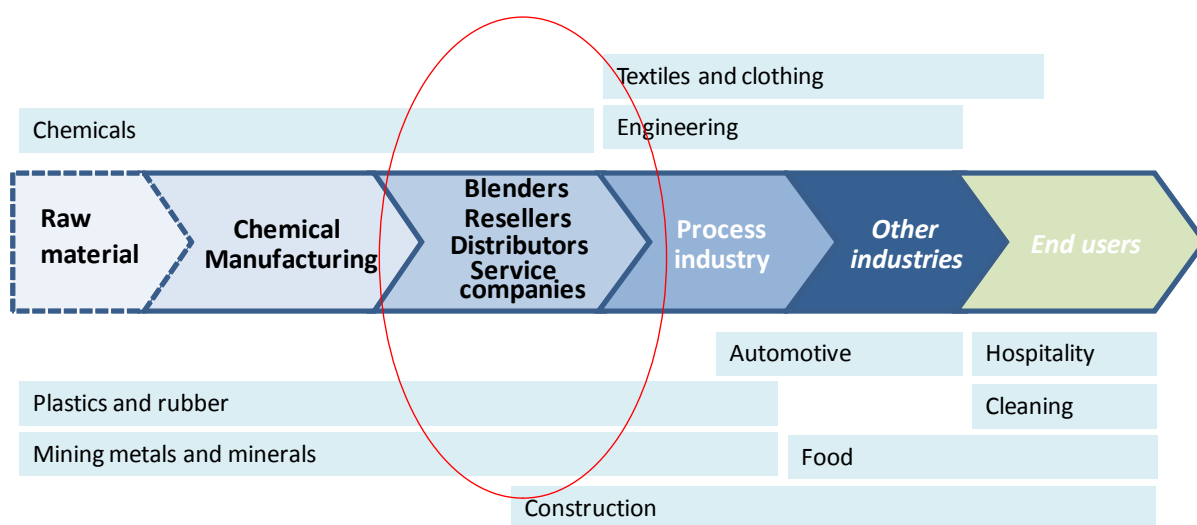 Textiles and clothing
Chemicals
Engineering
Raw
material
Chemical
Manufacturing
Blenders
Resellers
Distributors
Service
companies
Process
industry
Other
industries
End users
Automotive
Hospitality
Plastics and rubber
Cleaning
Mining metals and minerals
Food
Construction